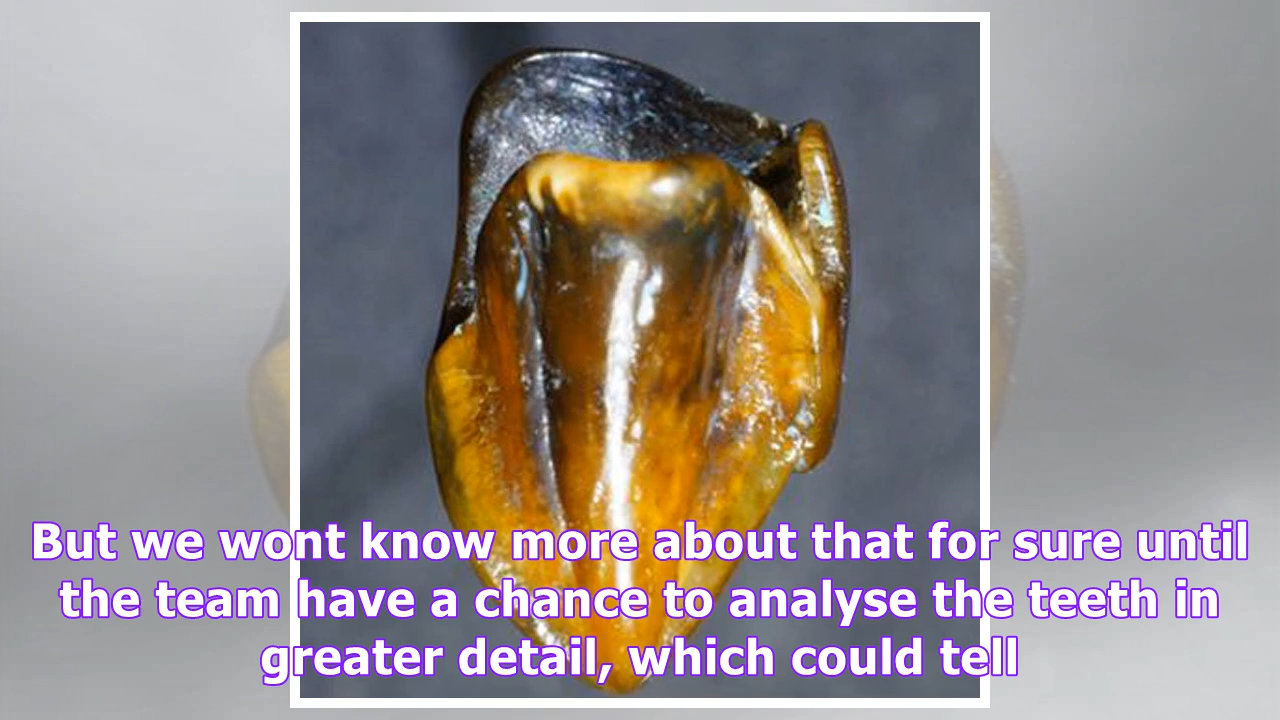 But we wont know more about that for sure until
the team have a chance to analyse the teeth in
greater detail, which could tell